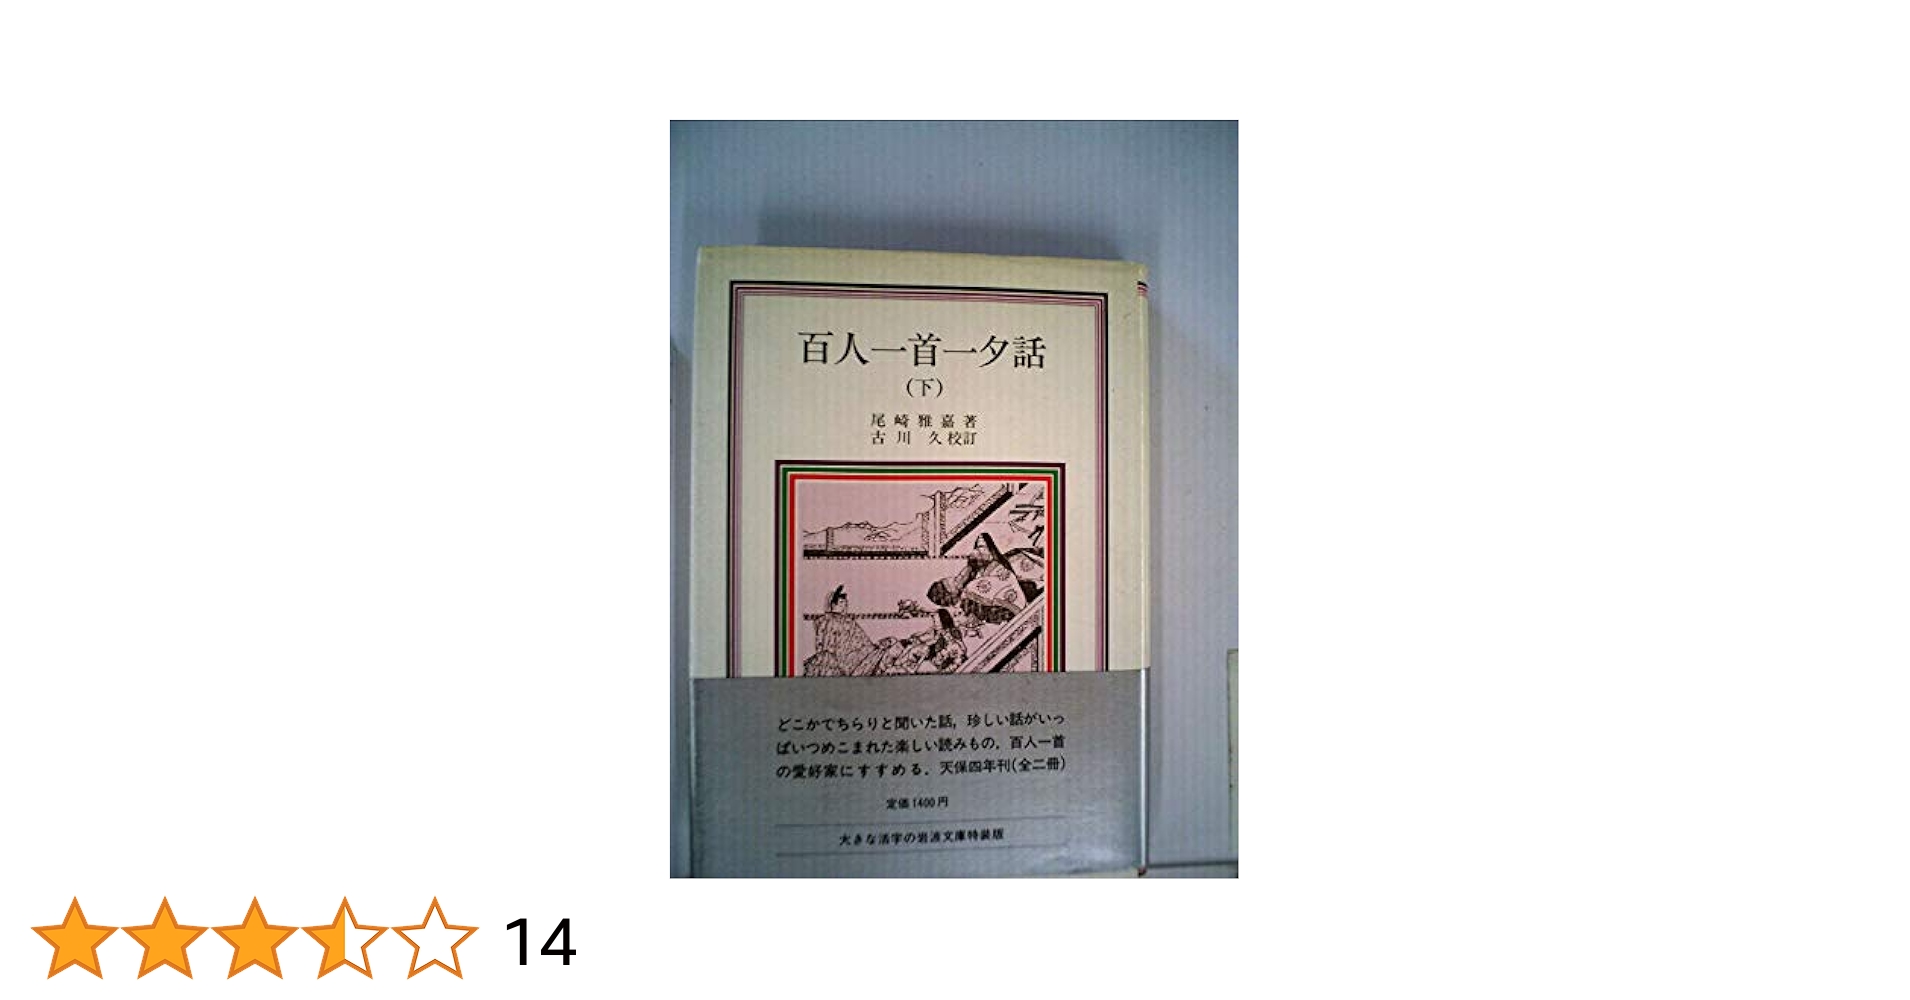 百人一首一夕話
(下)
尾崎雅嘉著
古川 久校訂
どこかでちらりと聞いた話，珍しい話がいっ
ぱいつめこまれた楽しい読みもの．百人一首
の愛好家にすすめる．天保四年刊(全二冊)
定価1400円
大きな活字の岩波文庫特装版
14